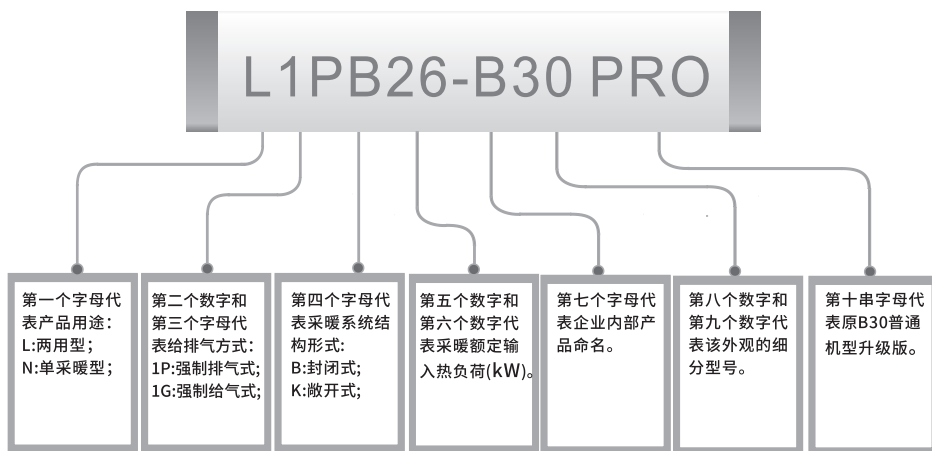 L1PB26-B30 PRO
第一个字母代
表产品用途：
L:两用型；
N:单采暖型；
第二个数字和
第三个字母代
表给排气方式：
1P:强制排气式;
1G:强制给气式;
第四个字母代
表采暖系统结
构形式:
B:封闭式;
K:敞开式;
第五个数字和
第六个数字代
表采暖额定输
入热负荷(kW)。
第七个字母代
表企业内部产
品命名。
第八个数字和
第九个数字代
表该外观的细
分型号。
第十串字母代
表原B30普通
机型升级版。